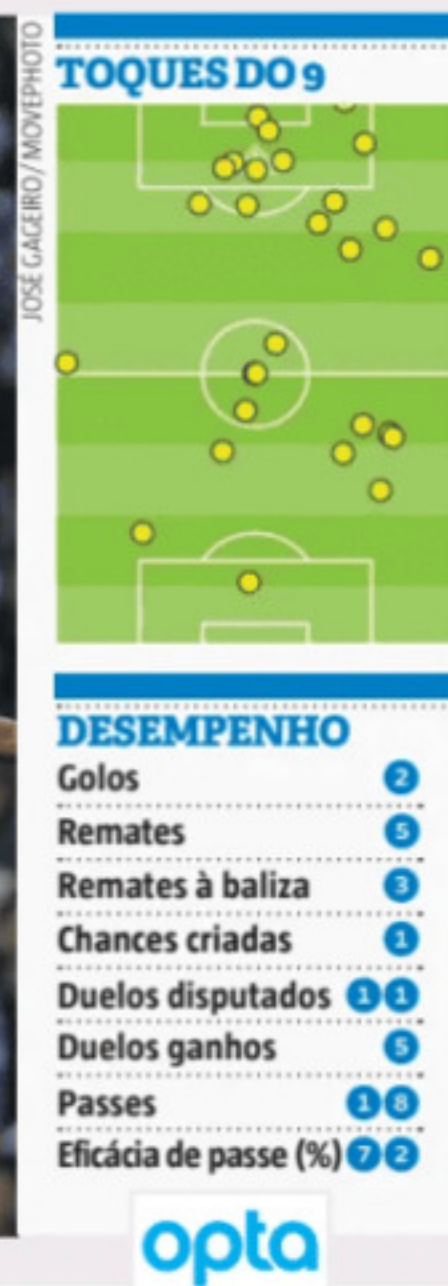 JOSÉ GAGEIRO/MOVEPHOTO
TOQUES DO 9
DESEMPENHO
Golos 2
Remates 5
Remates à baliza 3
Chances criadas 1
Duelos disputados 11
Duelos ganhos 5
Passes 18
Eficácia de passe (%) 72
opta